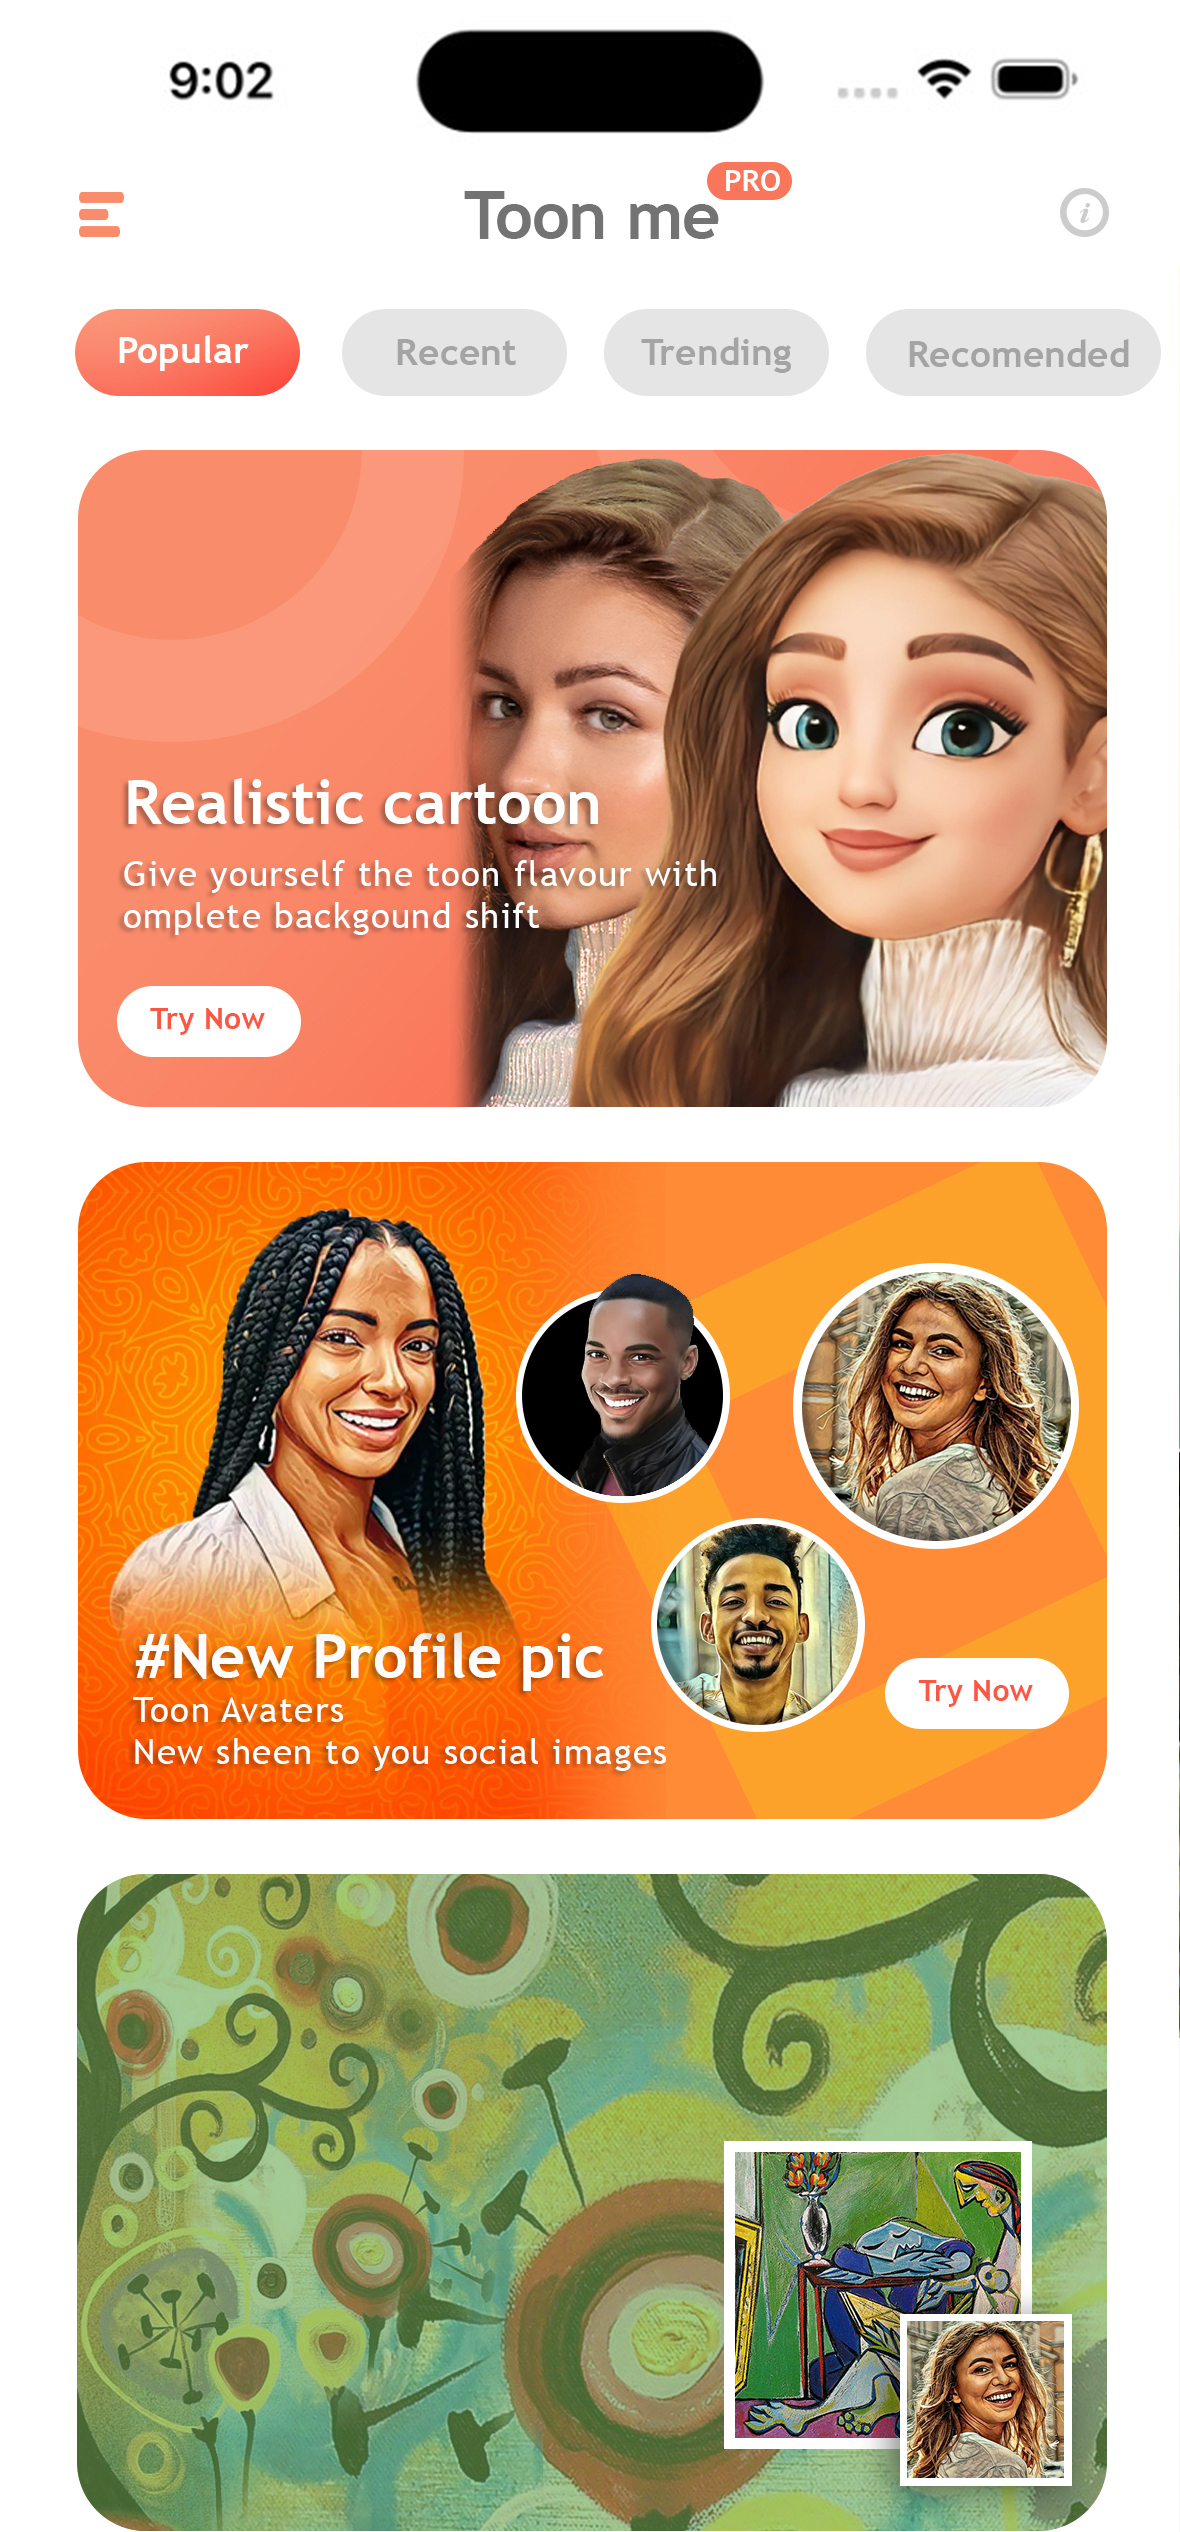 9:02
Toon me PRO
i
Popular Recent Trending Recomended
Realistic cartoon
Give yourself the toon flavour with
omplete backgound shift
Try Now
#New Profile pic
Toon Avaters
New sheen to you social images
Try Now